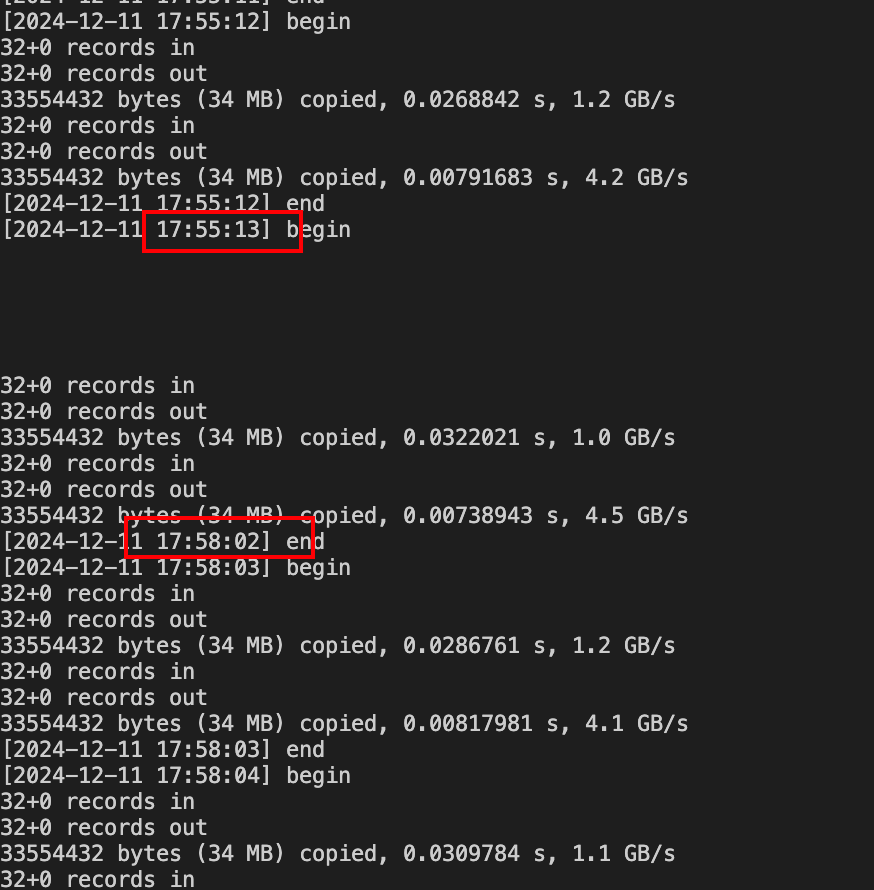 [2024-12-11 17:55:12] begin
32+0 records in
32+0 records out
33554432 bytes (34 MB) copied, 0.0268842 s, 1.2 GB/s
32+0 records in
32+0 records out
33554432 bytes (34 MB) copied, 0.00791683 s, 4.2 GB/s
[2024-12-11 17:55:12] end
[2024-12-11 17:55:13] begin
32+0 records in
32+0 records out
33554432 bytes (34 MB) copied, 0.0322021 s, 1.0 GB/s
32+0 records in
32+0 records out
33554432 bytes (34 MB) copied, 0.00738943 s, 4.5 GB/s
[2024-12-11 17:58:02] end
[2024-12-11 17:58:03] begin
32+0 records in
32+0 records out
33554432 bytes (34 MB) copied, 0.0286761 s, 1.2 GB/s
32+0 records in
32+0 records out
33554432 bytes (34 MB) copied, 0.00817981 s, 4.1 GB/s
[2024-12-11 17:58:03] end
[2024-12-11 17:58:04] begin
32+0 records in
32+0 records out
33554432 bytes (34 MB) copied, 0.0309784 s, 1.1 GB/s
32+0 records in